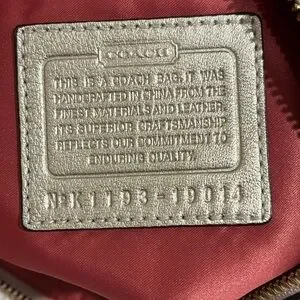 COACH
THIS IS A COACH BAG. IT WAS
HANDCRAFTED IN CHINA FROM THE
FINEST MATERIALS AND LEATHER.
ITS SUPERIOR CRAFTSMANSHIP
REFLECTS OUR COMMITMENT TO
ENDURING QUALITY.
Nº K1193-19014